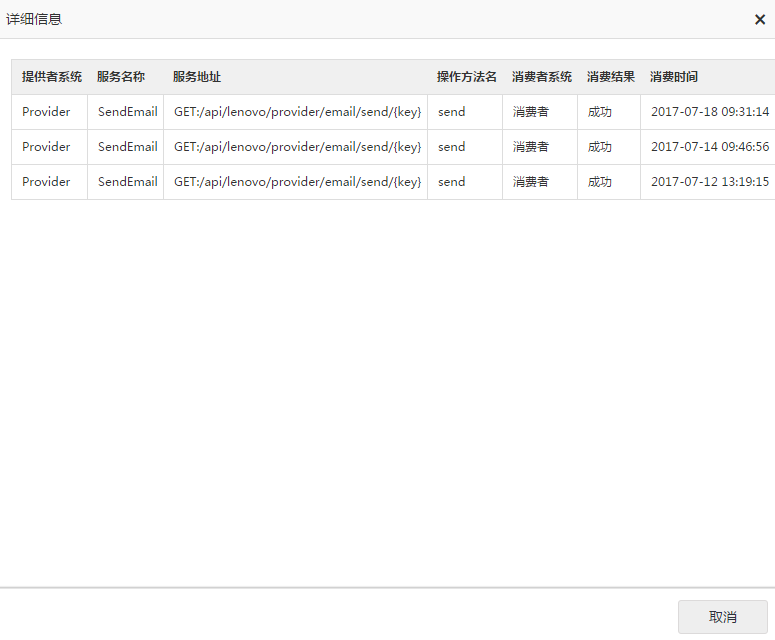 详细信息
提供者系统 服务名称 服务地址 操作方法名 消费者系统 消费结果 消费时间
Provider SendEmail GET:/api/lenovo/provider/email/send/{key} send 消费者 成功 2017-07-18 09:31:14
Provider SendEmail GET:/api/lenovo/provider/email/send/{key} send 消费者 成功 2017-07-14 09:46:56
Provider SendEmail GET:/api/lenovo/provider/email/send/{key} send 消费者 成功 2017-07-12 13:19:15
取消